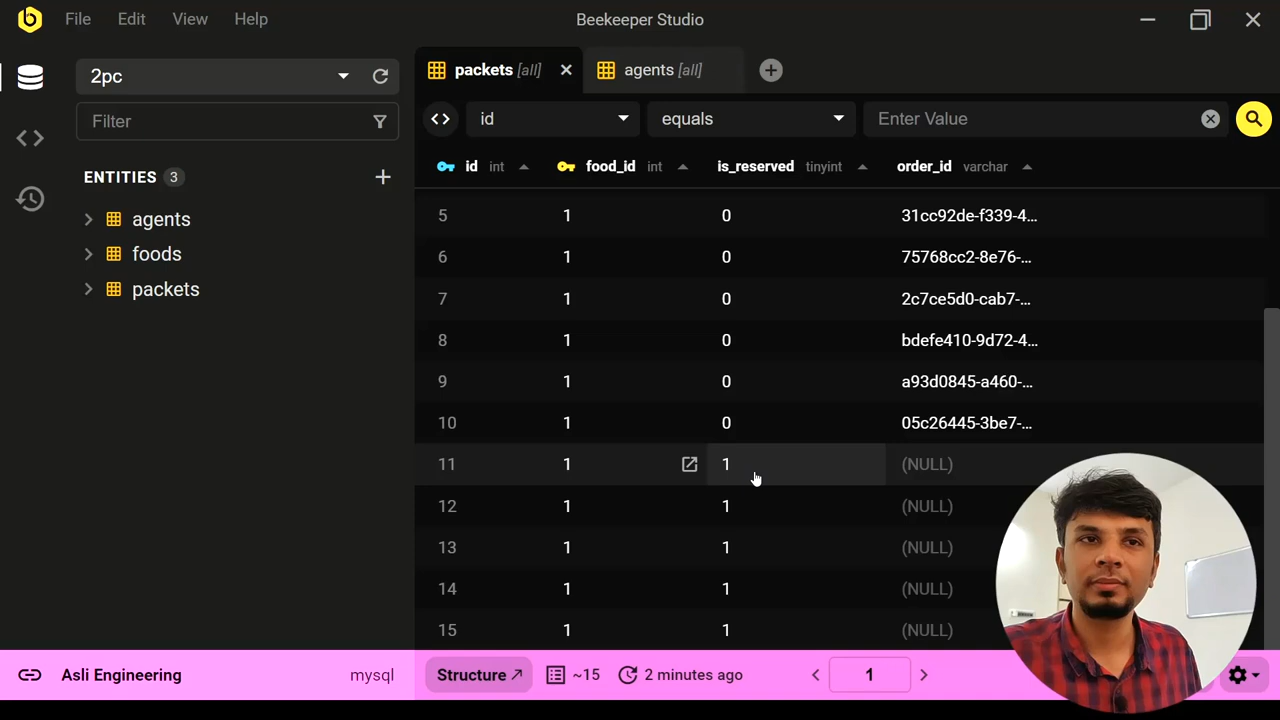 File Edit View Help
Beekeeper Studio
2pc
Filter
ENTITIES 3
agents
foods
packets
packets [all]
agents [all]
id
equals
Enter Value
id int food_id int is_reserved tinyint order_id varchar
5 1 0 31cc92de-f339-4...
6 1 0 75768cc2-8e76-...
7 1 0 2c7ce5d0-cab7-...
8 1 0 bdefe410-9d72-4...
9 1 0 a93d0845-a460-...
10 1 0 05c26445-3be7-...
11 1 1 (NULL)
12 1 1 (NULL)
13 1 1 (NULL)
14 1 1 (NULL)
15 1 1 (NULL)
Asli Engineering mysql
Structure ~15 2 minutes ago 1